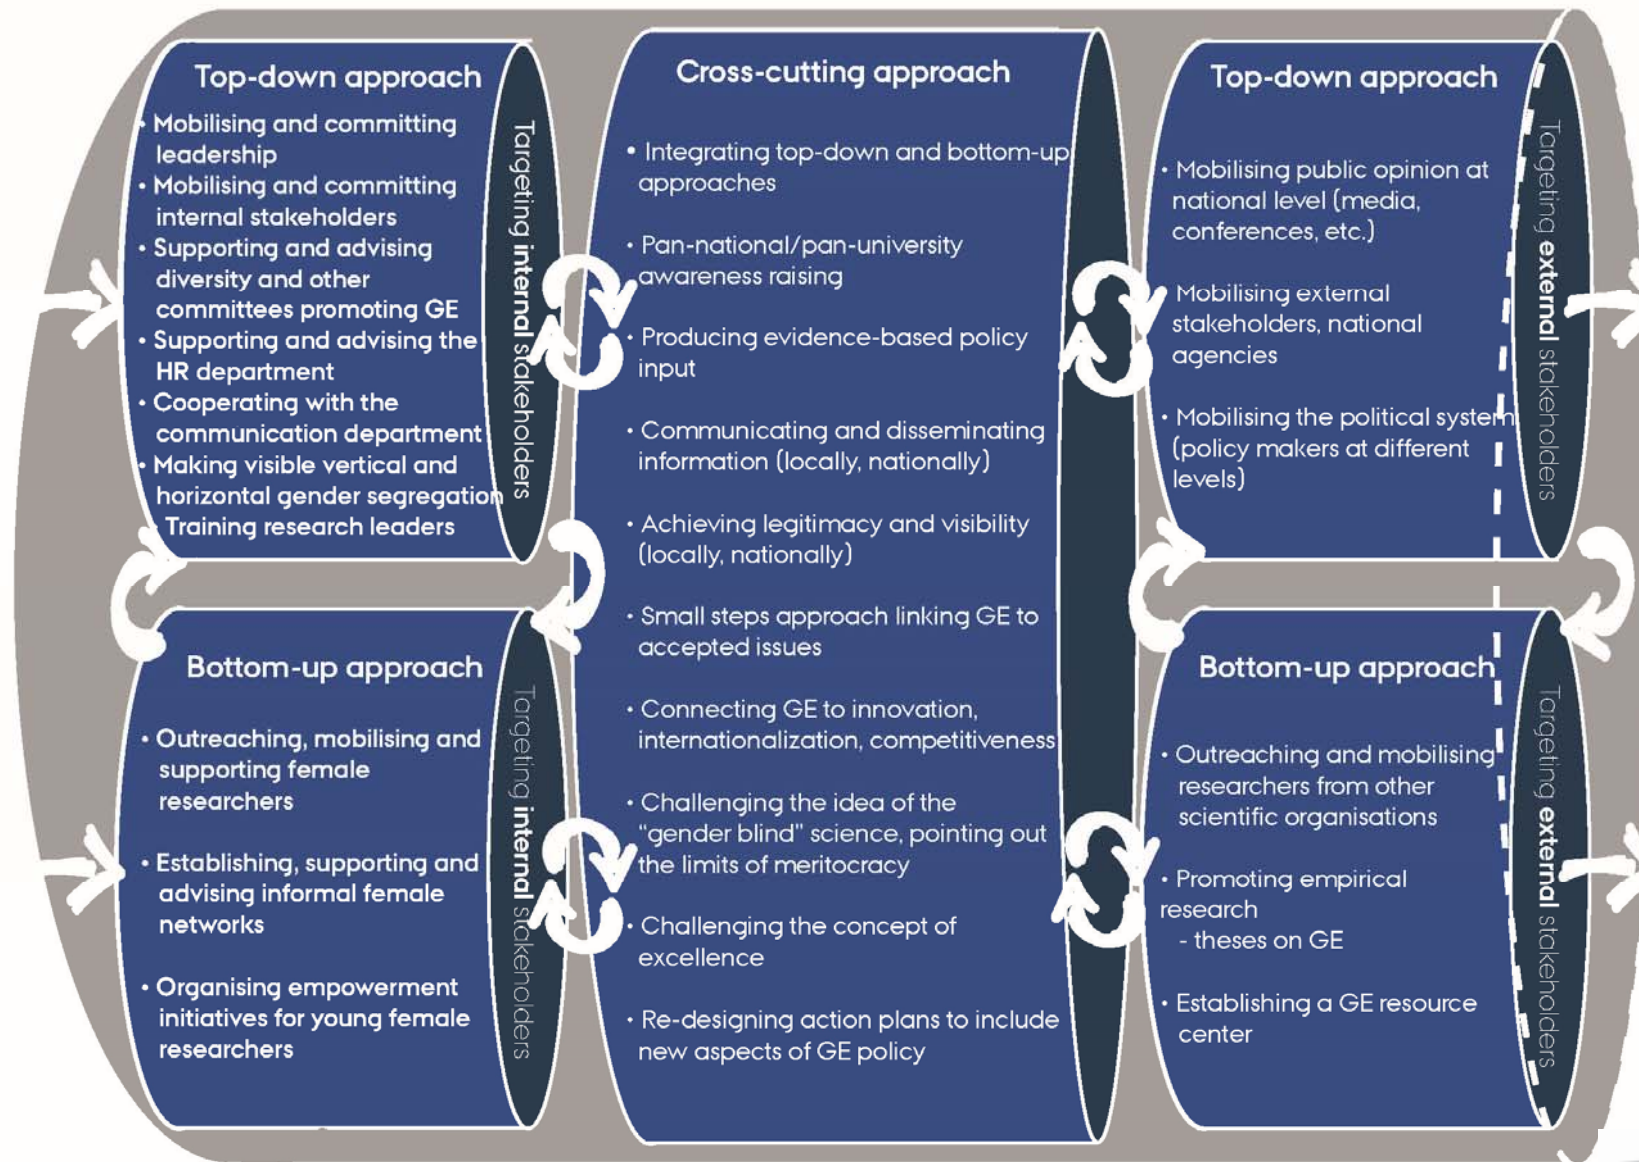 Top-down approach
• Mobilising and committing
leadership
• Mobilising and committing
internal stakeholders
• Supporting and advising
diversity and other
committees promoting GE
• Supporting and advising the
HR department
• Cooperating with the
communication department
• Making visible vertical and
horizontal gender segregation
• Training research leaders
Targeting internal stakeholders
Bottom-up approach
• Outreaching, mobilising and
supporting female
researchers
• Establishing, supporting and
advising informal female
networks
• Organising empowerment
initiatives for young female
researchers
Targeting internal stakeholders
Cross-cutting approach
• Integrating top-down and bottom-up
approaches
• Pan-national/pan-university
awareness raising
• Producing evidence-based policy
input
• Communicating and disseminating
information (locally, nationally)
• Achieving legitimacy and visibility
(locally, nationally)
• Small steps approach linking GE to
accepted issues
• Connecting GE to innovation,
internationalization, competitiveness
• Challenging the idea of the
"gender blind" science, pointing out
the limits of meritocracy
• Challenging the concept of
excellence
• Re-designing action plans to include
new aspects of GE policy
Top-down approach
• Mobilising public opinion at
national level (media,
conferences, etc.)
Mobilising external
stakeholders, national
agencies
• Mobilising the political system
(policy makers at different
levels)
Targeting external stakeholders
Bottom-up approach
• Outreaching and mobilising
researchers from other
scientific organisations
• Promoting empirical
research
- theses on GE
• Establishing a GE resource
center
Targeting external stakeholders